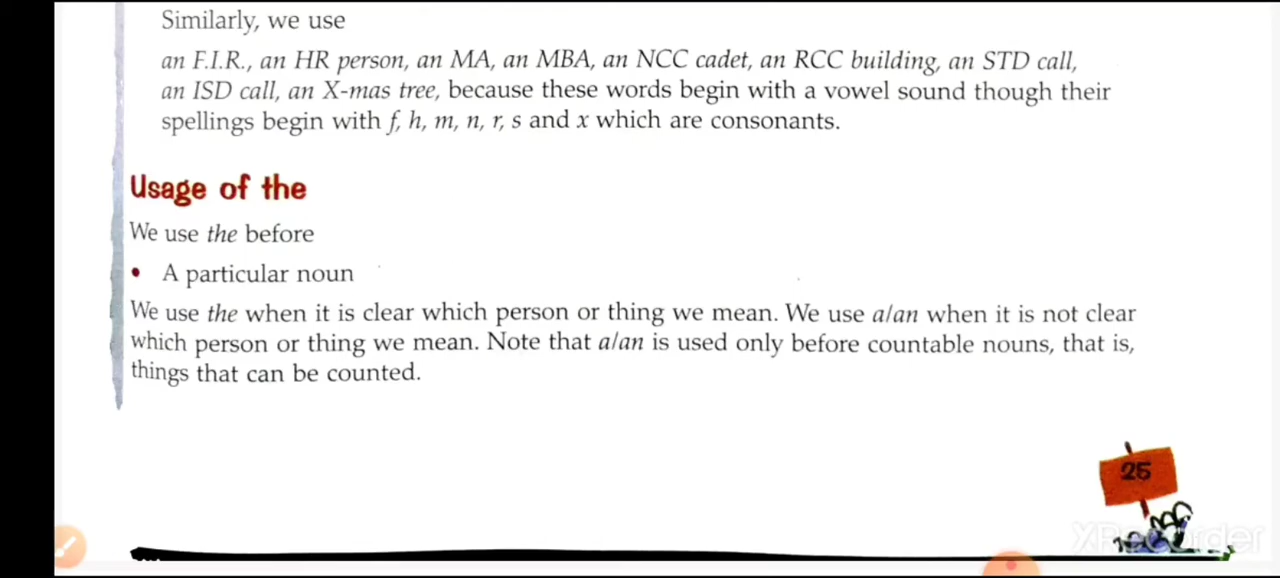 Similarly, we use
an F.I.R., an HR person, an MA, an MBA, an NCC cadet, an RCC building, an STD call,
an ISD call, an X-mas tree, because these words begin with a vowel sound though their
spellings begin with f, h, m, n, r, s and x which are consonants.
Usage of the
We use the before
• A particular noun
We use the when it is clear which person or thing we mean. We use a/an when it is not clear
which person or thing we mean. Note that a/an is used only before countable nouns, that is,
things that can be counted.
25
XRecorder